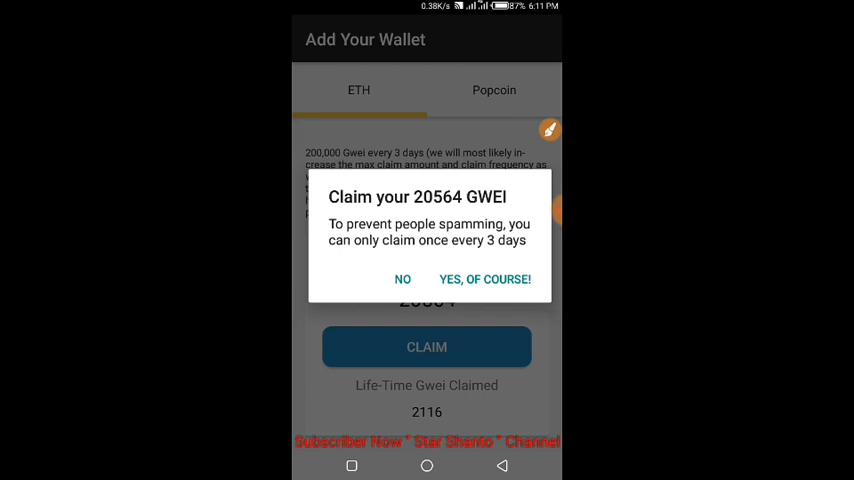 0.38K/s 87% 6:11 PM
Add Your Wallet
ETH Popcoin
200,000 Gwei every 3 days (we will most likely in-
crease the max claim amount and claim frequency as
Claim your 20564 GWEI
To prevent people spamming, you
can only claim once every 3 days
NO YES, OF COURSE!
CLAIM
Life-Time Gwei Claimed
2116
Subscriber Now * Star Shanto * Channel